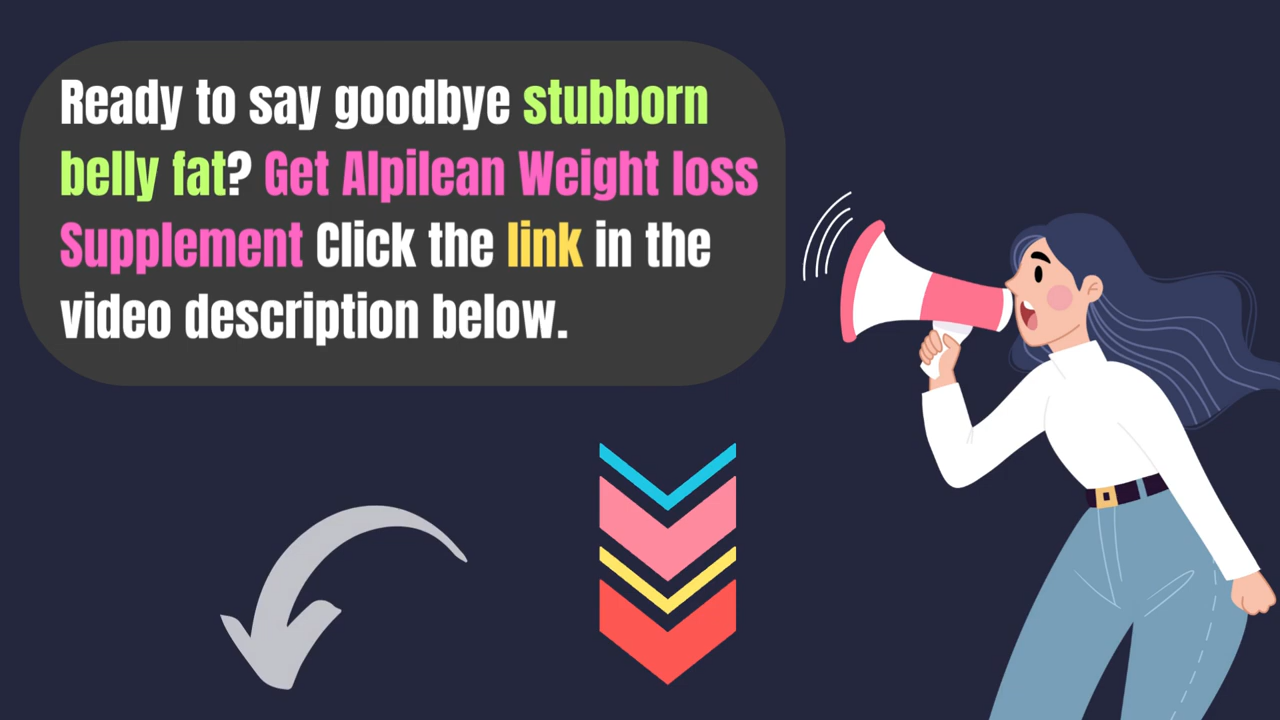 Ready to say goodbye stubborn
belly fat? Get Alpilean Weight loss
Supplement Click the link in the
video description below.